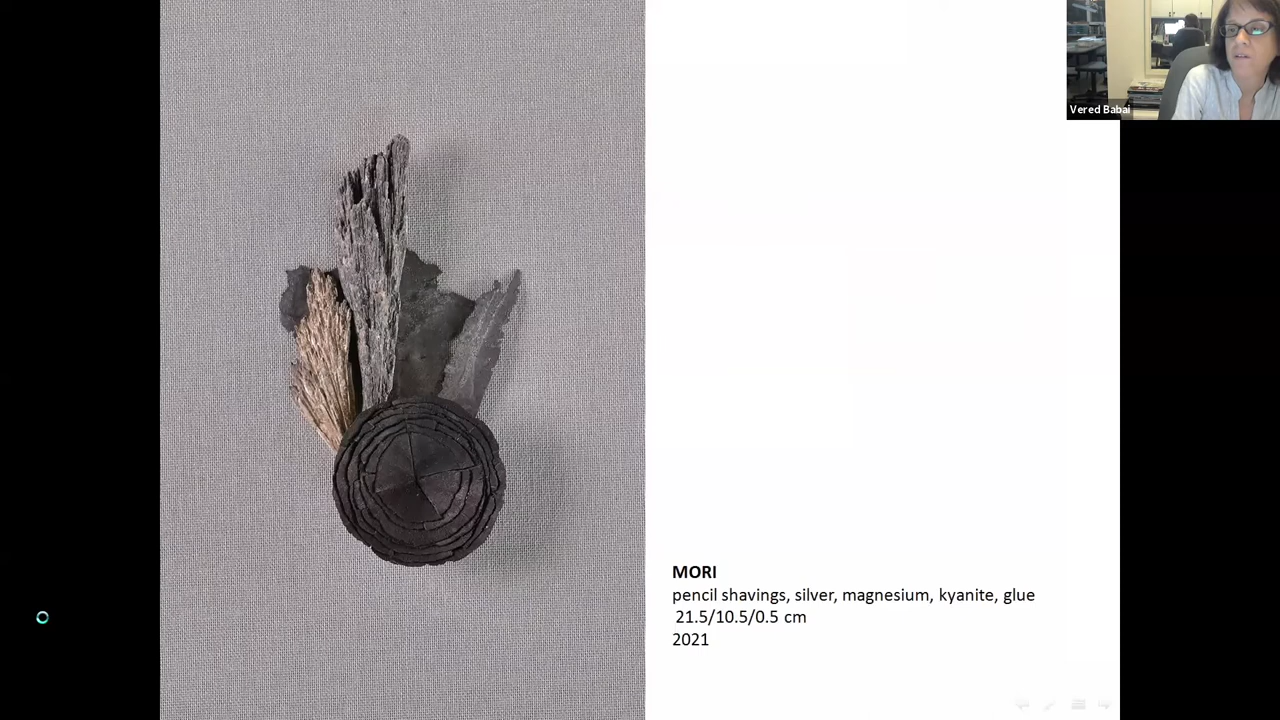 Vered Babai
MORI
pencil shavings, silver, magnesium, kyanite, glue
21.5/10.5/0.5 cm
2021